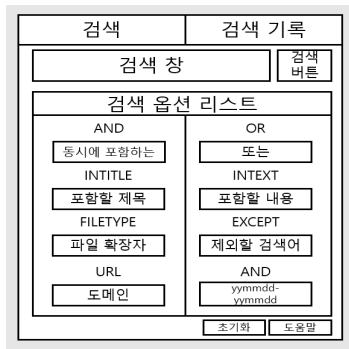 검색 검색 기록
검색 창 검색 버튼
검색 옵션 리스트
AND OR
동시에 포함하는 또는
INTITLE INTEXT
포함할 제목 포함할 내용
FILETYPE EXCEPT
파일 확장자 제외할 검색어
URL AND
도메인 yymmdd-
yymmdd
초기화 도움말